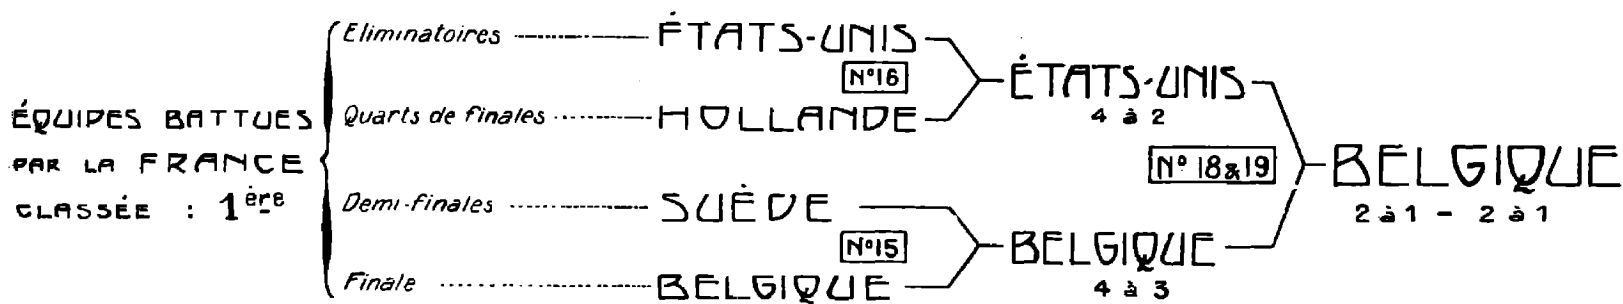 ÉQUIPES BATTUES
PAR LA FRANCE
CLASSÉE : 1ère
Eliminatoires ÉTATS-UNIS
N°16
Quarts de finales HOLLANDE
Demi-finales SUÈDE
N°15
Finale BELGIQUE
ÉTATS-UNIS
4 à 2
N° 18&19
BELGIQUE
4 à 3
BELGIQUE
2 à 1 - 2 à 1